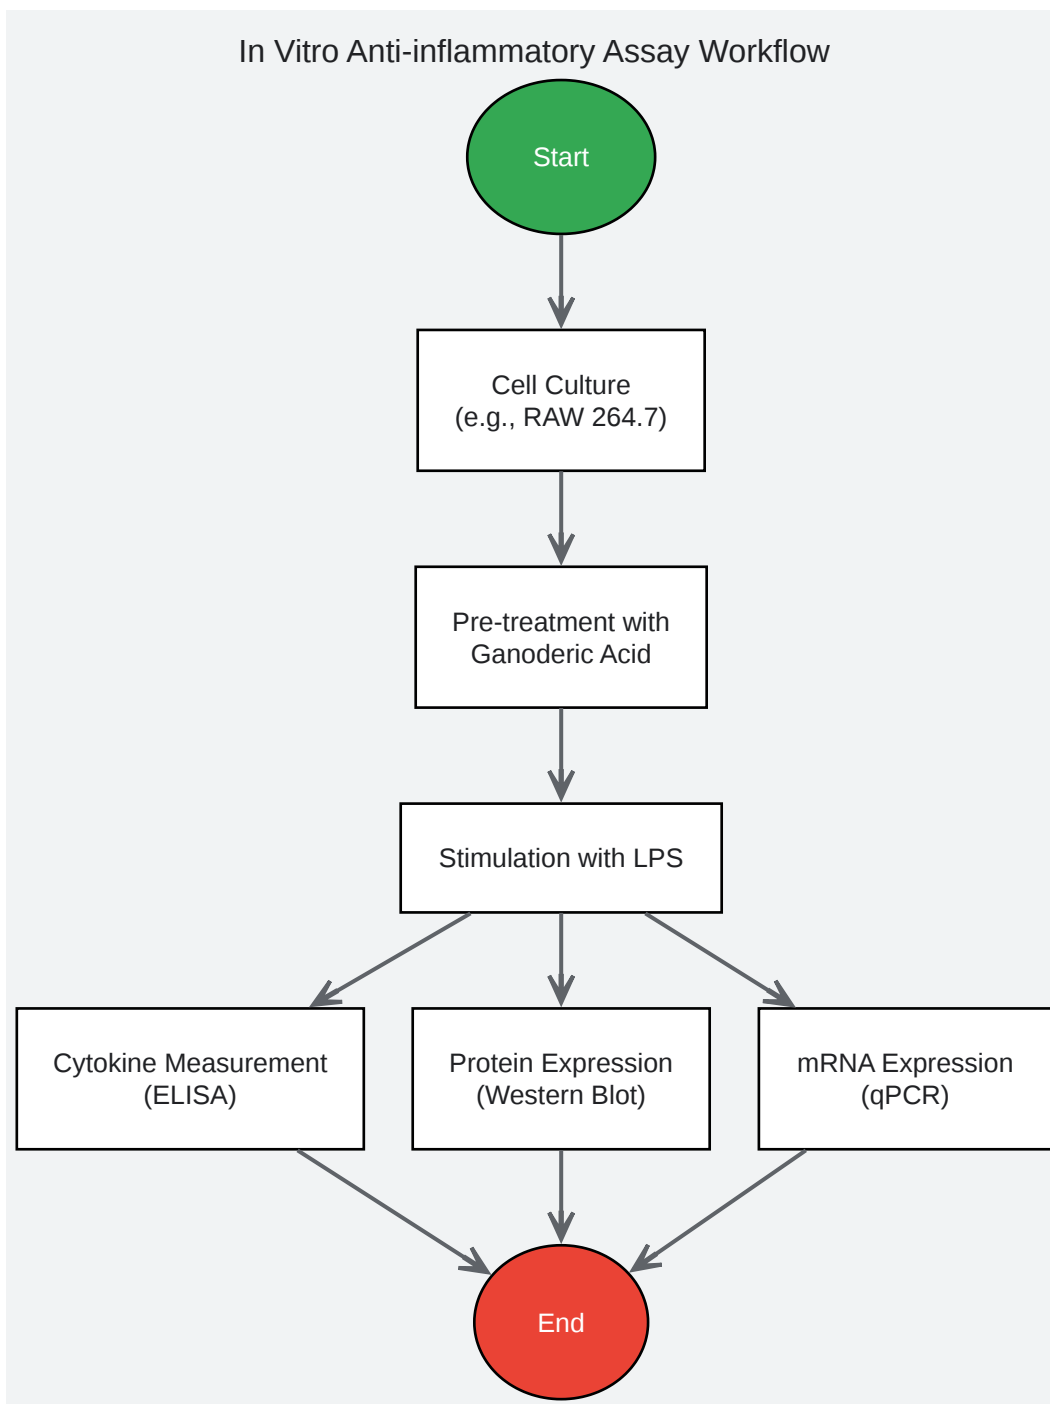 In Vitro Anti-inflammatory Assay Workflow
Start
Cell Culture
(e.g., RAW 264.7)
Pre-treatment with
Ganoderic Acid
Stimulation with LPS
Cytokine Measurement
(ELISA)
Protein Expression
(Western Blot)
mRNA Expression
(qPCR)
End